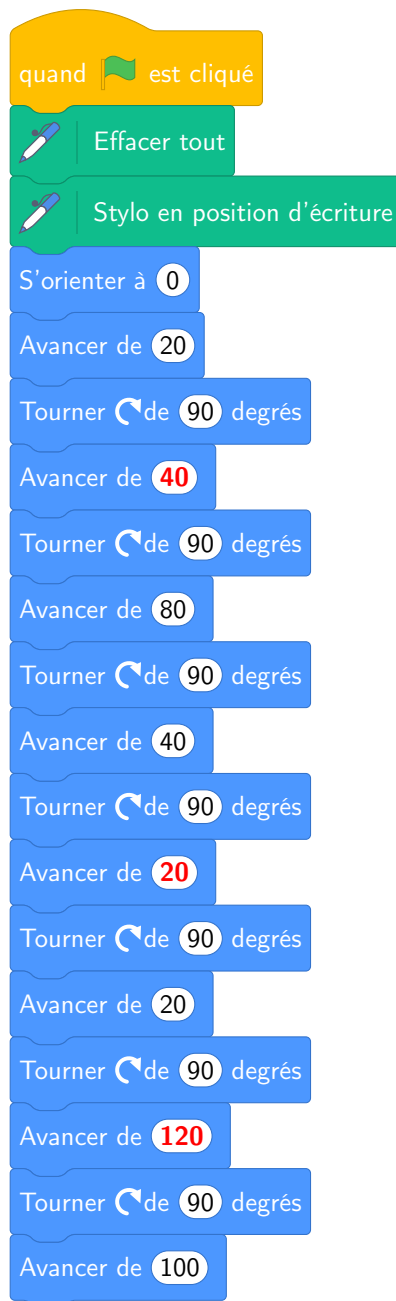 quand est cliqué
Effacer tout
Stylo en position d'écriture
S'orienter à 0
Avancer de 20
Tourner de 90 degrés
Avancer de 40
Tourner de 90 degrés
Avancer de 80
Tourner de 90 degrés
Avancer de 40
Tourner de 90 degrés
Avancer de 20
Tourner de 90 degrés
Avancer de 20
Tourner de 90 degrés
Avancer de 120
Tourner de 90 degrés
Avancer de 100